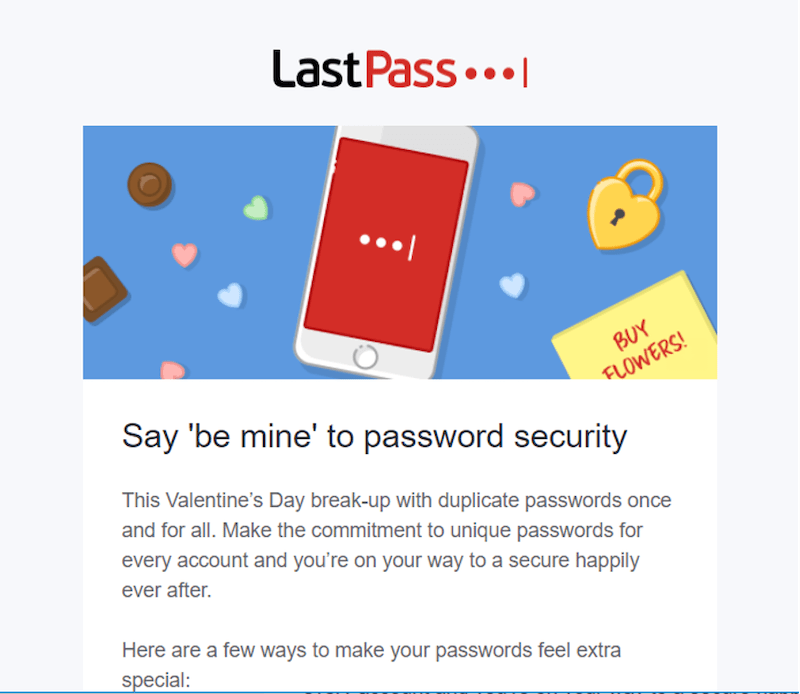 LastPass
BUY
FLOWERS!
Say 'be mine' to password security
This Valentine’s Day break-up with duplicate passwords once
and for all. Make the commitment to unique passwords for
every account and you’re on your way to a secure happily
ever after.
Here are a few ways to make your passwords feel extra
special: